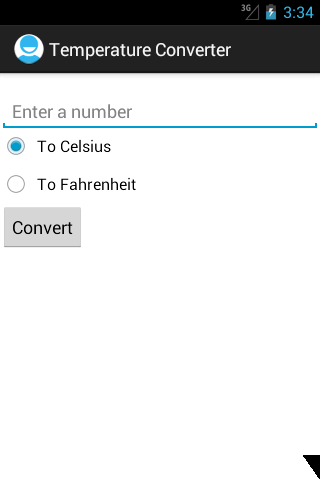 3G 3:34
Temperature Converter
Enter a number
To Celsius
To Fahrenheit
Convert